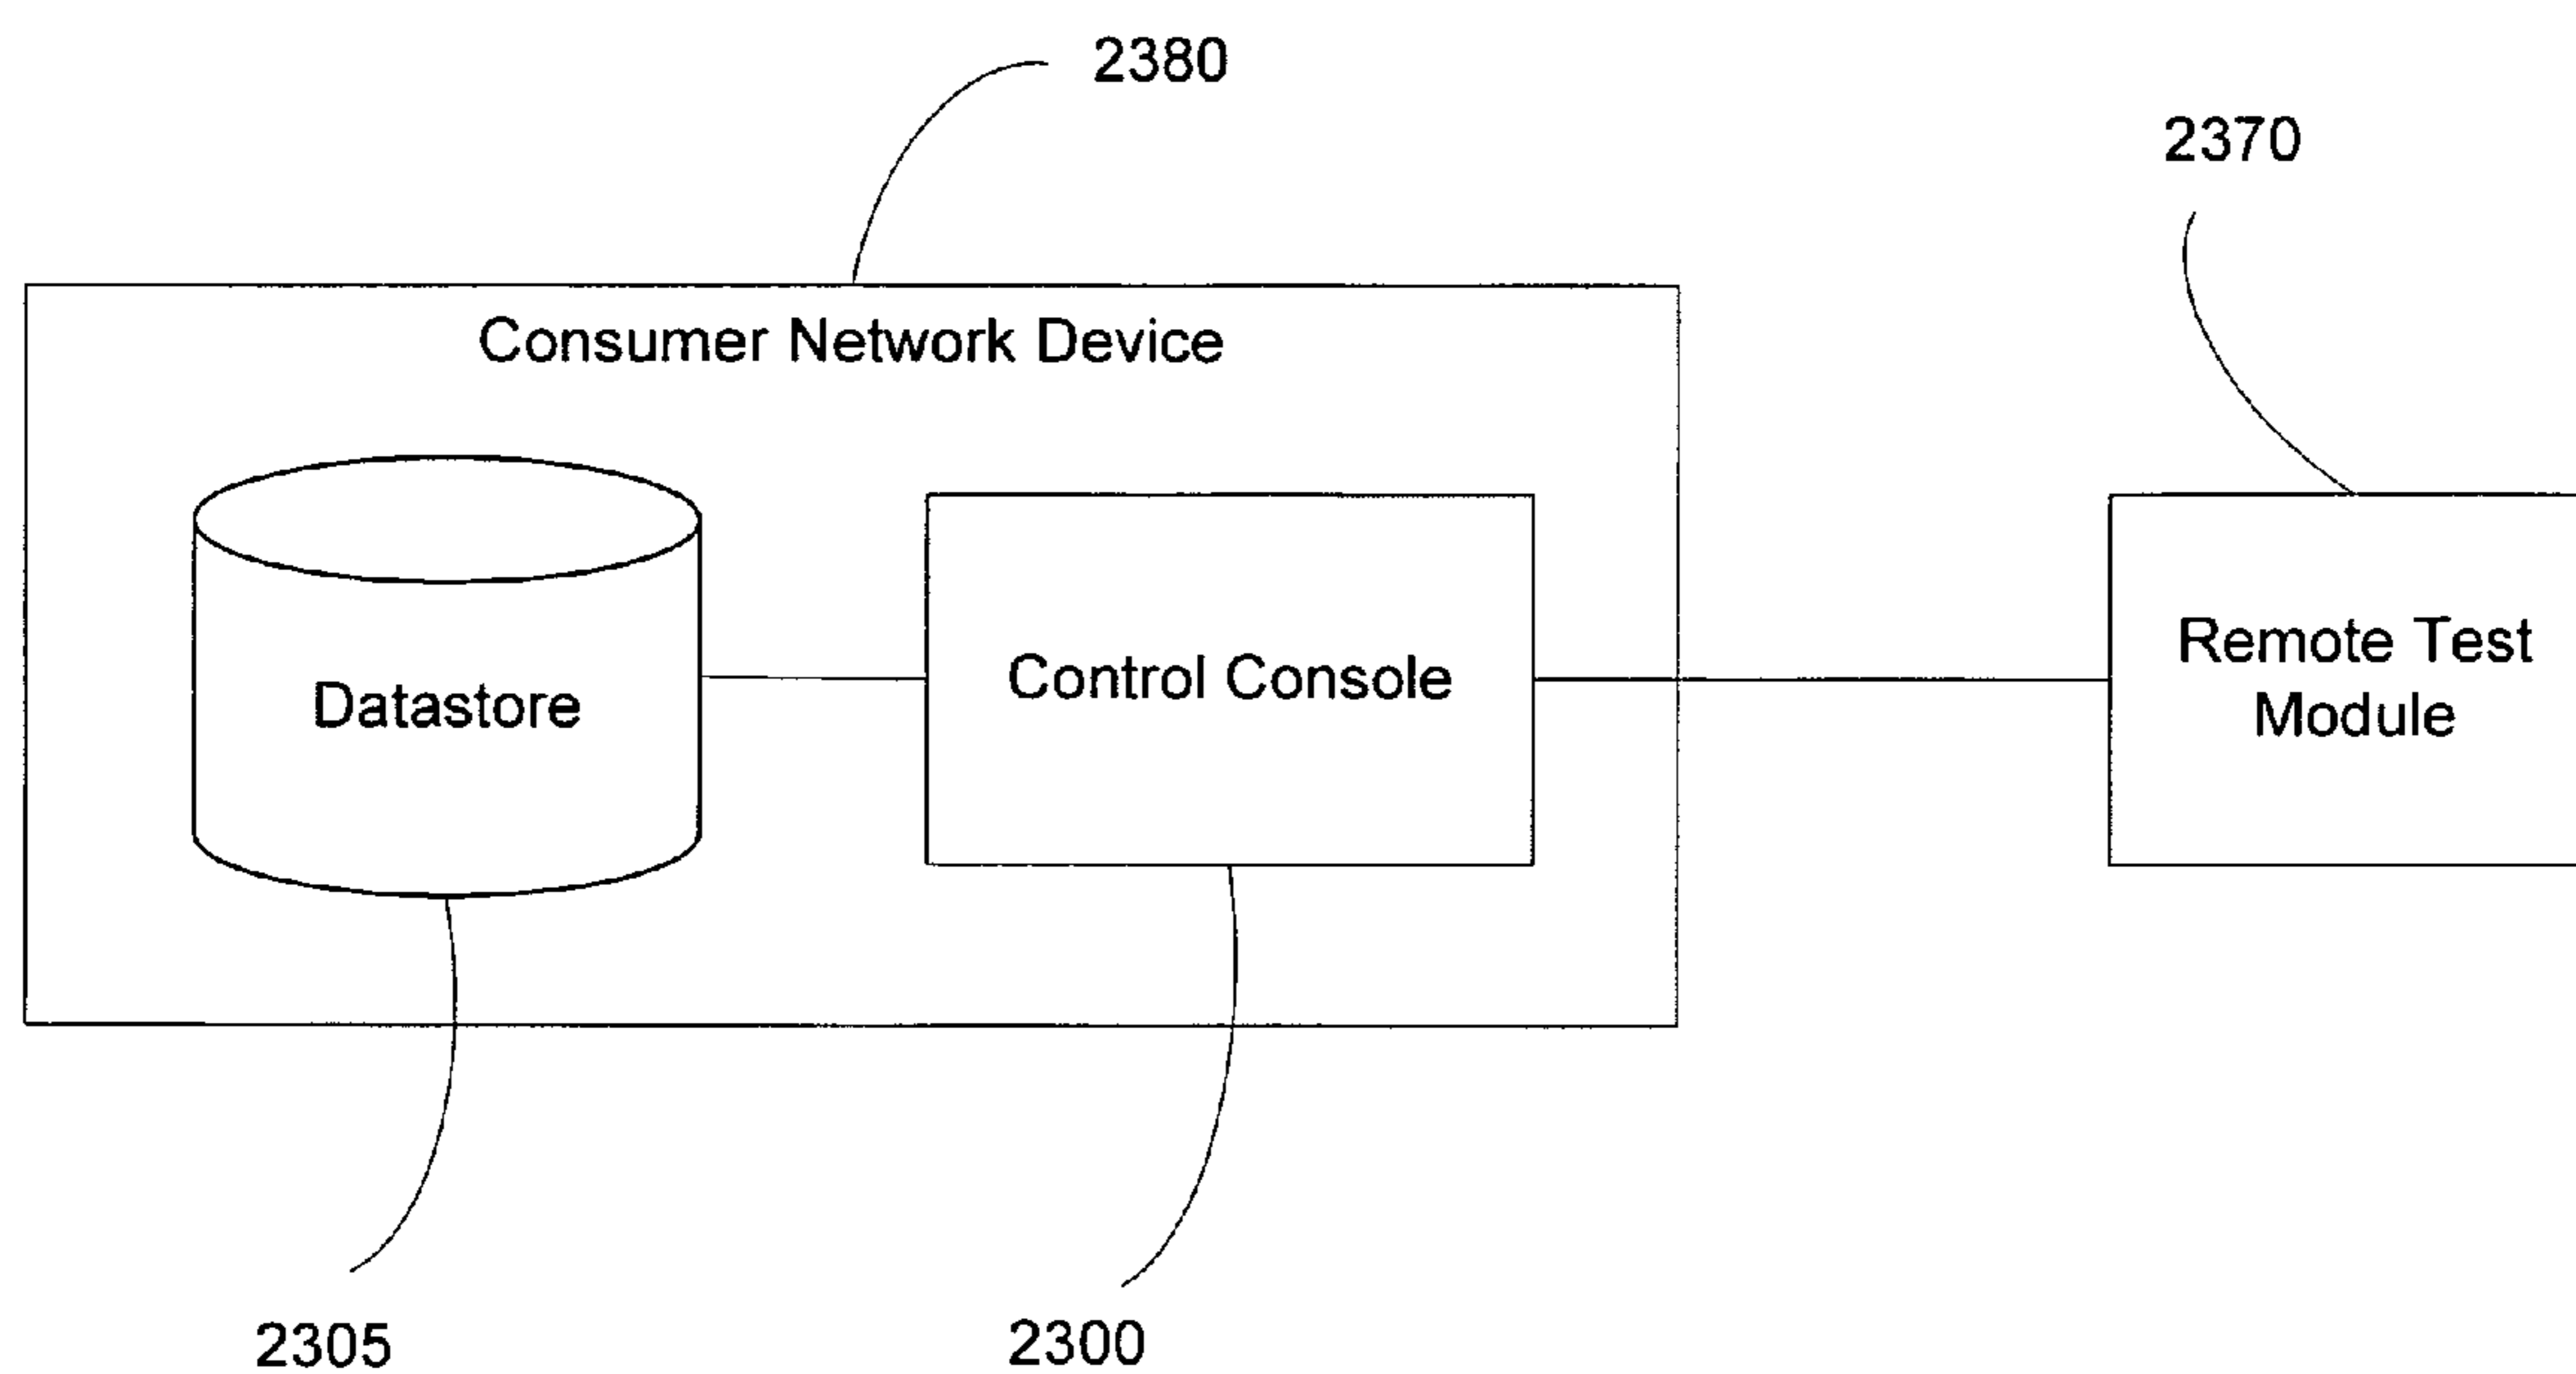 2380
2370
Consumer Network Device
Datastore
Control Console
Remote Test
Module
2305
2300